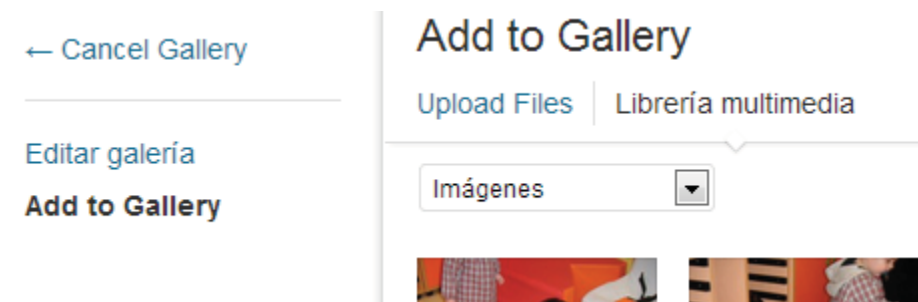 ← Cancel Gallery
Editar galería
Add to Gallery
Add to Gallery
Upload Files
Librería multimedia
Imágenes